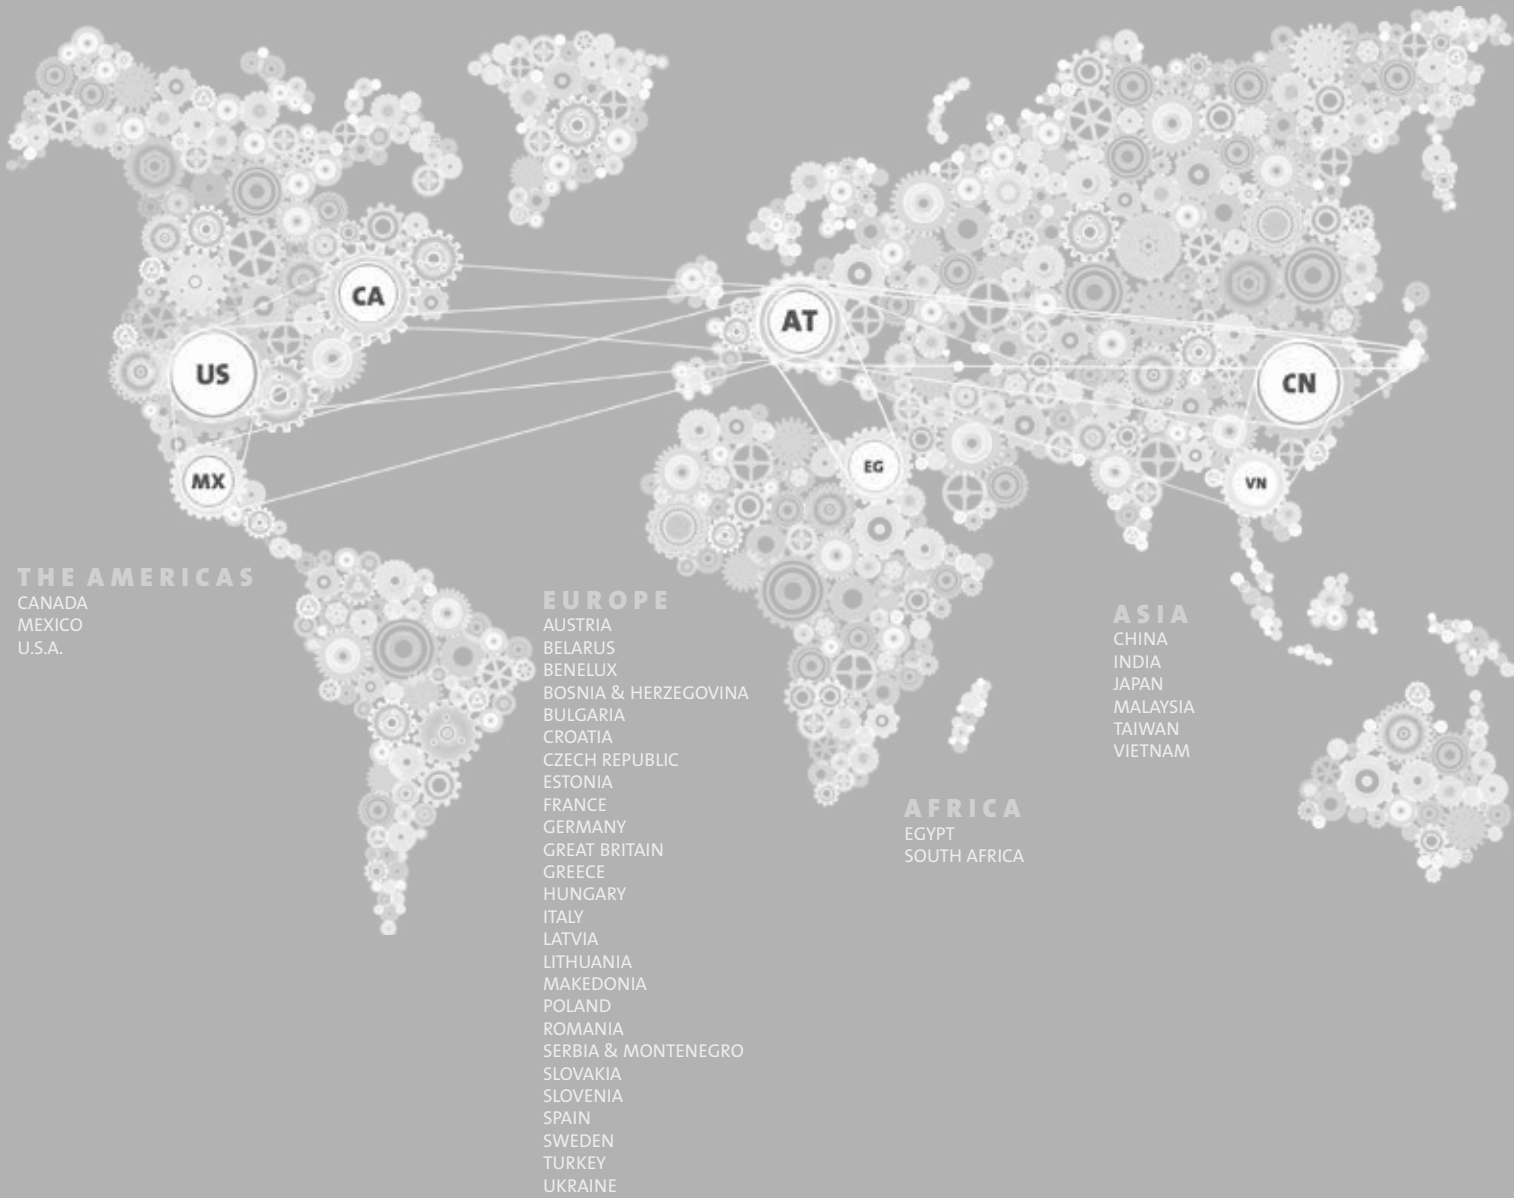 CA
AT
US
CN
EG
MX
VN
THE AMERICAS
CANADA
MEXICO
U.S.A.
EUROPE
AUSTRIA
BELARUS
BENELUX
BOSNIA & HERZEGOVINA
BULGARIA
CROATIA
CZECH REPUBLIC
ESTONIA
FRANCE
GERMANY
GREAT BRITAIN
GREECE
HUNGARY
ITALY
LATVIA
LITHUANIA
MAKEDONIA
POLAND
ROMANIA
SERBIA & MONTENEGRO
SLOVAKIA
SLOVENIA
SPAIN
SWEDEN
TURKEY
UKRAINE
AFRICA
EGYPT
SOUTH AFRICA
ASIA
CHINA
INDIA
JAPAN
MALAYSIA
TAIWAN
VIETNAM